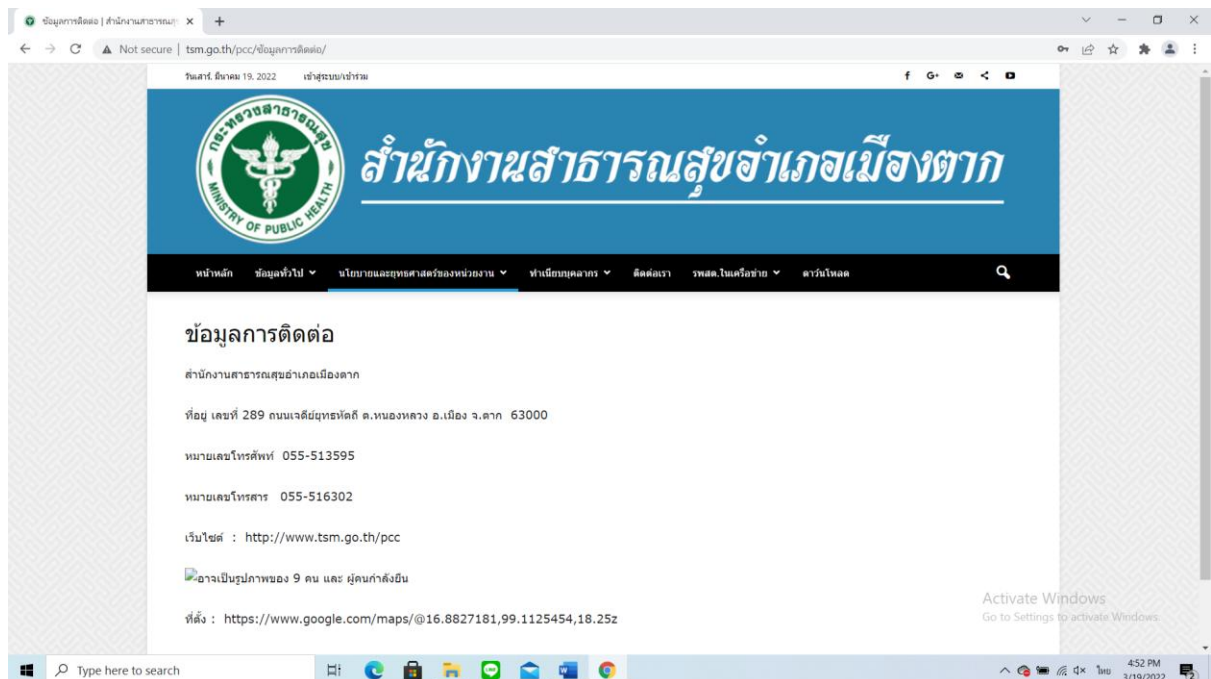 ข้อมูลการติดต่อ | สำนักงานสาธารณสุ
Not secure | tsm.go.th/pcc/ข้อมูลการติดต่อ/
วันเสาร์, มีนาคม 19, 2022 เข้าสู่ระบบ/เข้าร่วม
กระทรวงสาธารณสุข
MINISTRY OF PUBLIC HEALTH
สำนักงานสาธารณสุขอำเภอเมืองตาก
หน้าหลัก ข้อมูลทั่วไป นโยบายและยุทธศาสตร์ของหน่วยงาน ทำเนียบบุคลากร ติดต่อเรา รพสต.ในเครือข่าย ดาว์นโหลด
ข้อมูลการติดต่อ
สำนักงานสาธารณสุขอำเภอเมืองตาก
ที่อยู่ เลขที่ 289 ถนนเจดีย์ยุทธหัตถี ต.หนองหลวง อ.เมือง จ.ตาก 63000
หมายเลขโทรศัพท์ 055-513595
หมายเลขโทรสาร 055-516302
เว็บไซต์ : http://www.tsm.go.th/pcc
อาจเป็นรูปภาพของ 9 คน และ ผู้คนกำลังยืน
ที่ตั้ง : https://www.google.com/maps/@16.8827181,99.1125454,18.25z
Activate Windows
Go to Settings to activate Windows.
Type here to search
ไทย
4:52 PM
3/19/2022